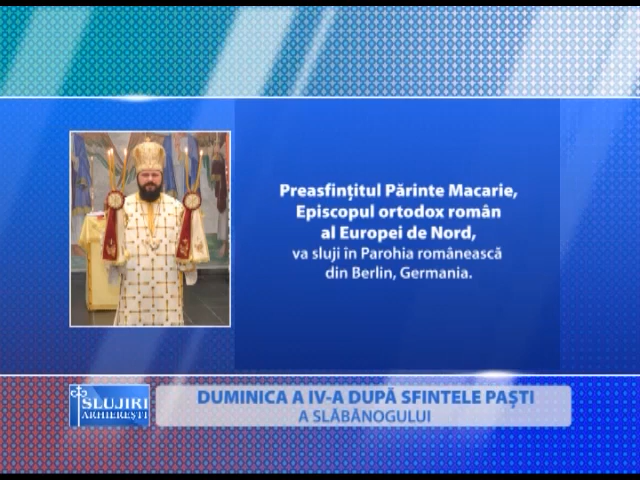 Preasfințitul Părinte Macarie,
Episcopul ortodox român
al Europei de Nord,
va sluji în Parohia românească
din Berlin, Germania.
SLUJIRI
ARHIEREȘTI
DUMINICA A IV-A DUPĂ SFINTELE PAȘTI
A SLĂBĂNOGULUI